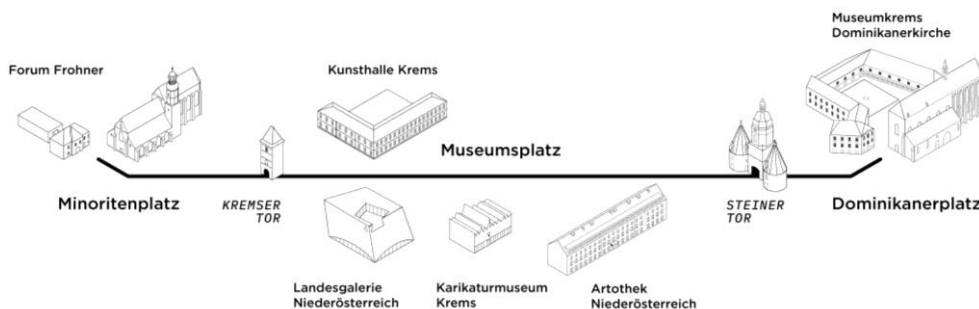 Museumkrems
Dominikanerkirche
Forum Frohner
Kunsthalle Krems
Museumsplatz
Minoritenplatz
KREMSER
TOR
STEINER
TOR
Dominikanerplatz
Landesgalerie
Niederösterreich
Karikaturmuseum
Krems
Artothek
Niederösterreich